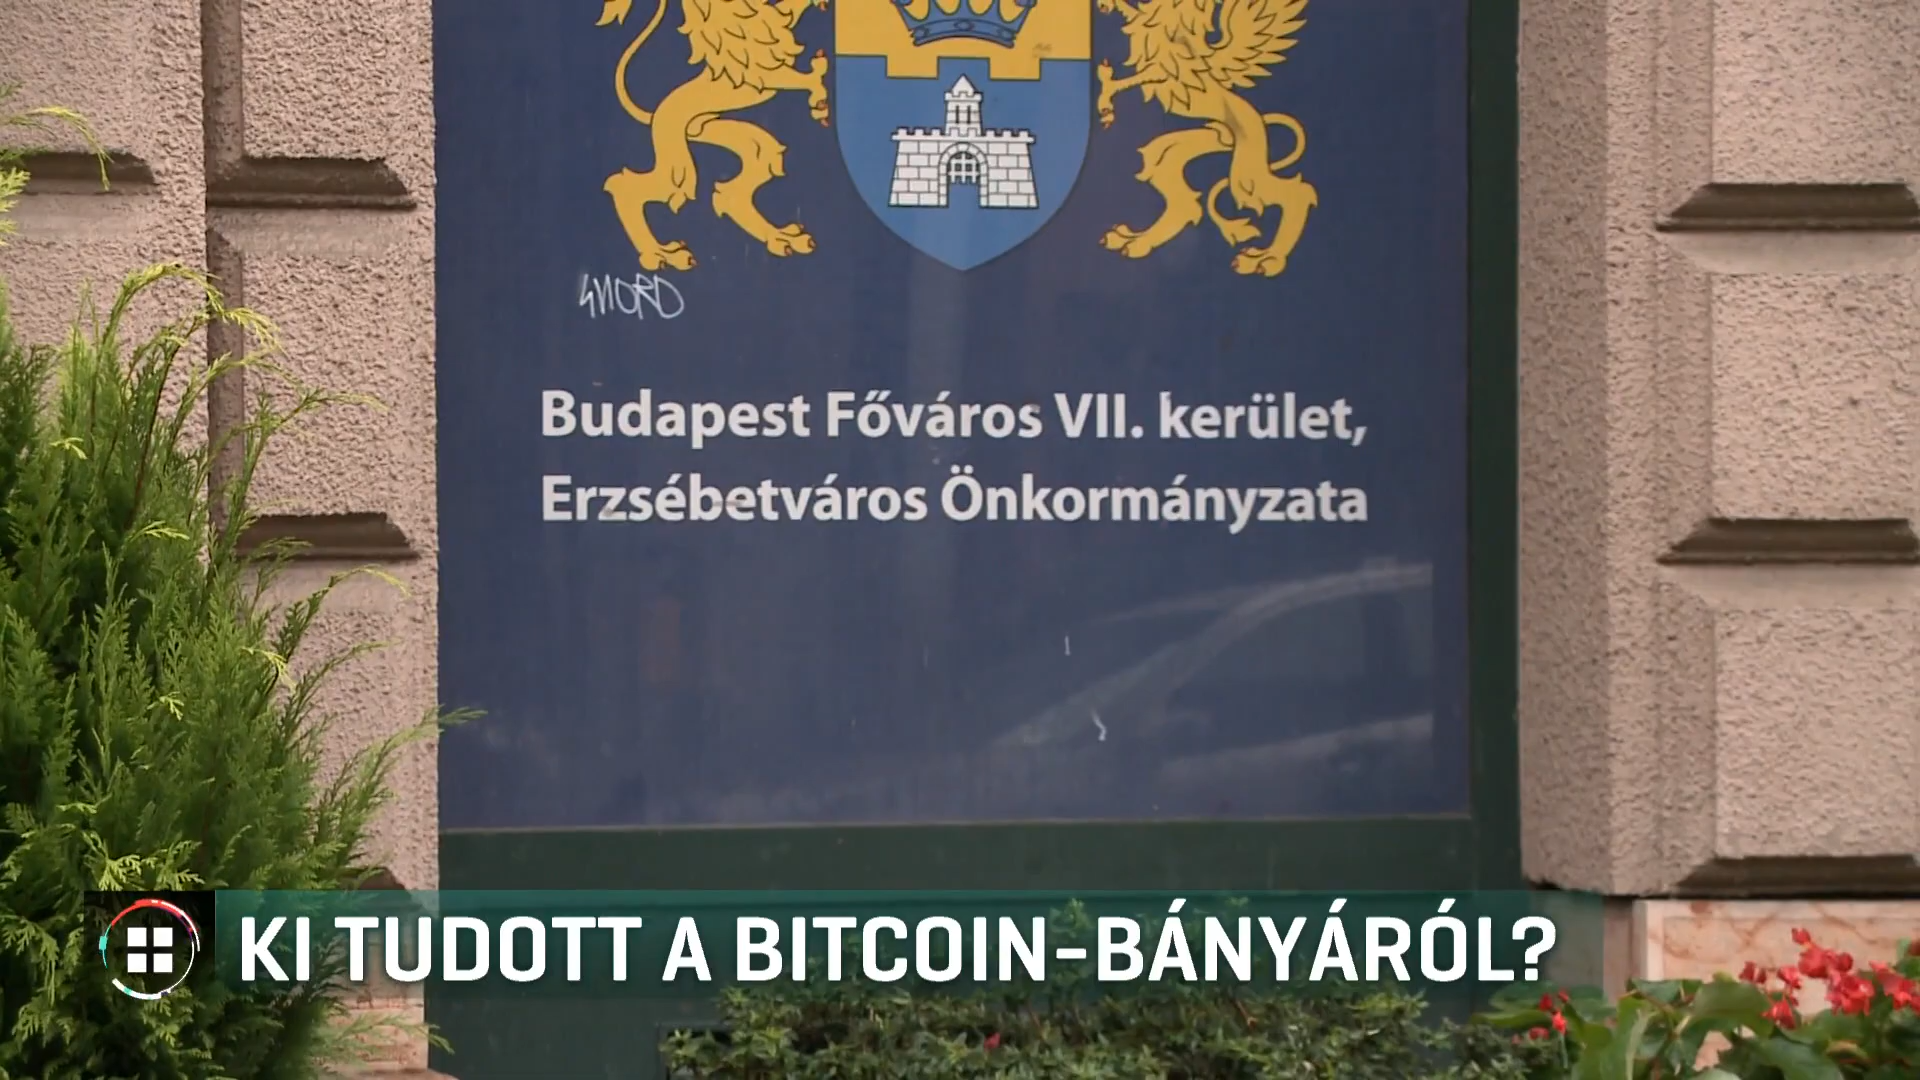 Budapest Főváros VII. kerület,
Erzsébetváros Önkormányzata
KI TUDOTT A BITCOIN-BÁNYÁRÓL?